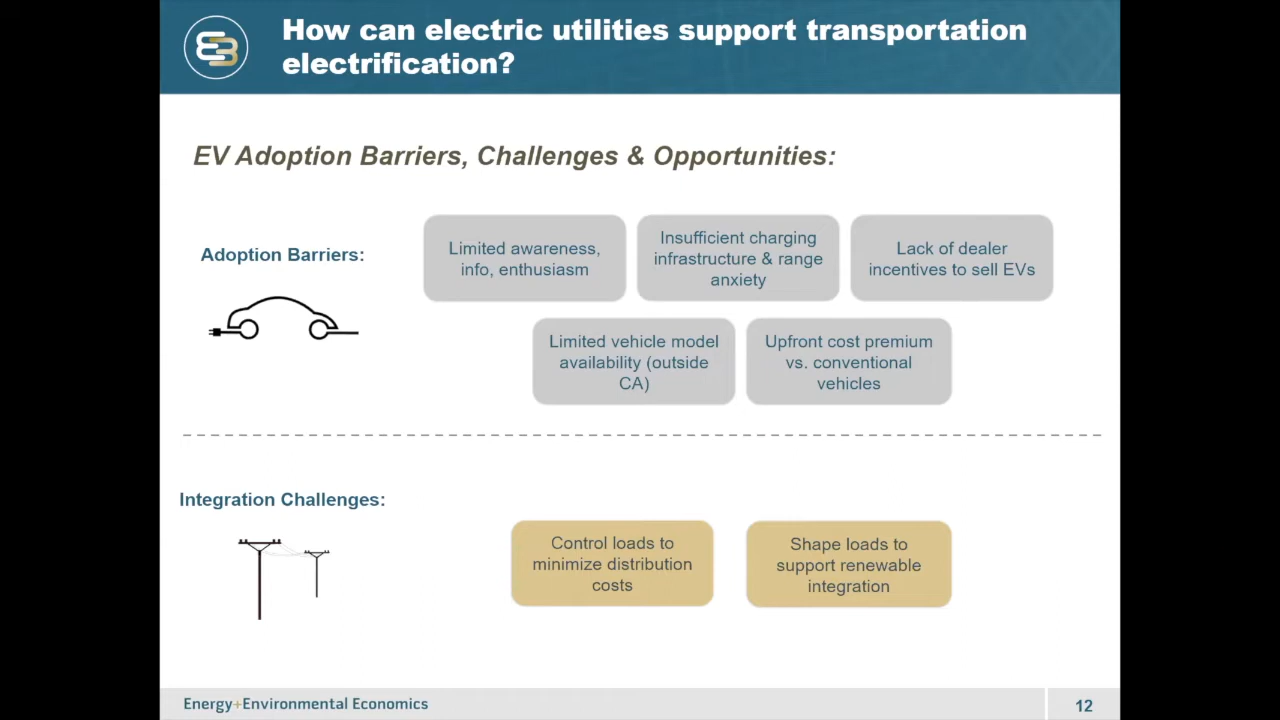 How can electric utilities support transportation
electrification?
EV Adoption Barriers, Challenges & Opportunities:
Adoption Barriers:
Limited awareness,
info, enthusiasm
Insufficient charging
infrastructure & range
anxiety
Lack of dealer
incentives to sell EVs
Limited vehicle model
availability (outside
CA)
Upfront cost premium
vs. conventional
vehicles
Integration Challenges:
Control loads to
minimize distribution
costs
Shape loads to
support renewable
integration
Energy+Environmental Economics
12